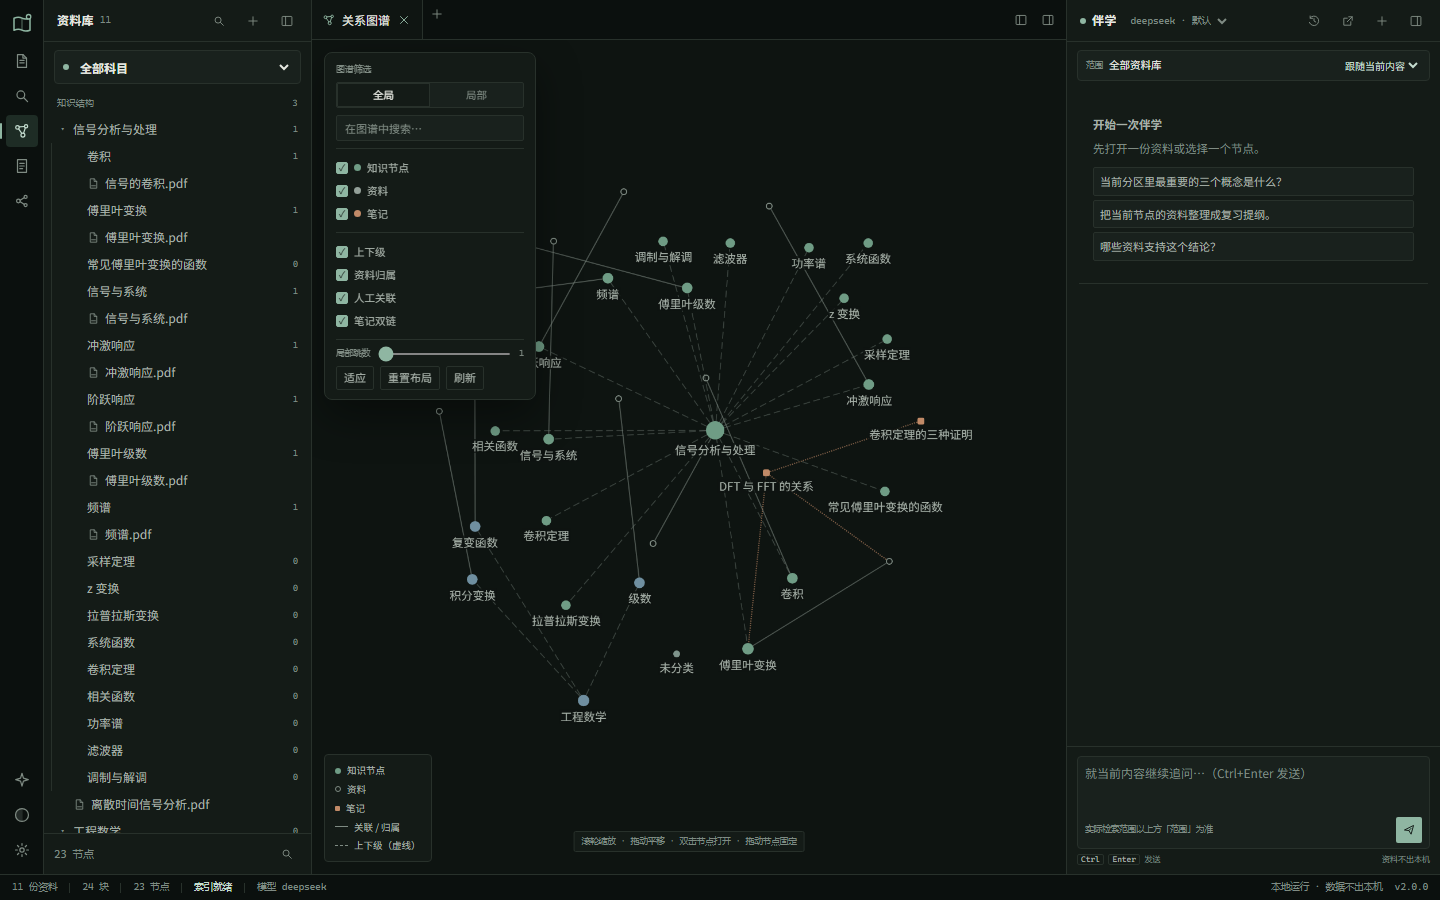 资料库 11
全部科目
知识结构 3
信号分析与处理 1
卷积 1
信号的卷积.pdf
傅里叶变换 1
傅里叶变换.pdf
常见傅里叶变换的函数 0
信号与系统 1
信号与系统.pdf
冲激响应 1
冲激响应.pdf
阶跃响应 1
阶跃响应.pdf
傅里叶级数 1
傅里叶级数.pdf
频谱 1
频谱.pdf
采样定理 0
z 变换 0
拉普拉斯变换 0
系统函数 0
卷积定理 0
相关函数 0
功率谱 0
滤波器 0
调制与解调 0
离散时间信号分析.pdf
工程数学 0
23 节点
关系图谱
图谱筛选
全局 局部
在图谱中搜索…
知识节点
资料
笔记
上下级
资料归属
人工关联
笔记双链
局部跳数 1
适应 重置布局 刷新
调制与解调
滤波器
功率谱
系统函数
频谱
傅里叶级数
z 变换
采样定理
响应
冲激响应
卷积定理的三种证明
相关函数
信号与系统
信号分析与处理
DFT 与 FFT 的关系
常见傅里叶变换的函数
复变函数
卷积定理
积分变换
级数
卷积
拉普拉斯变换
未分类
傅里叶变换
工程数学
知识节点
资料
笔记
关联 / 归属
上下级（虚线）
滚轮缩放 · 拖动平移 · 双击节点打开 · 拖动节点固定
伴学 deepseek · 默认
范围 全部资料库 跟随当前内容
开始一次伴学
先打开一份资料或选择一个节点。
当前分区里最重要的三个概念是什么？
把当前节点的资料整理成复习提纲。
哪些资料支持这个结论？
就当前内容继续追问…（Ctrl+Enter 发送）
实际检索范围以上方「范围」为准
Ctrl Enter 发送 资料不出本机
11 份资料 24 块 23 节点 索引就绪 模型 deepseek 本地运行 · 数据不出本机 v2.0.0